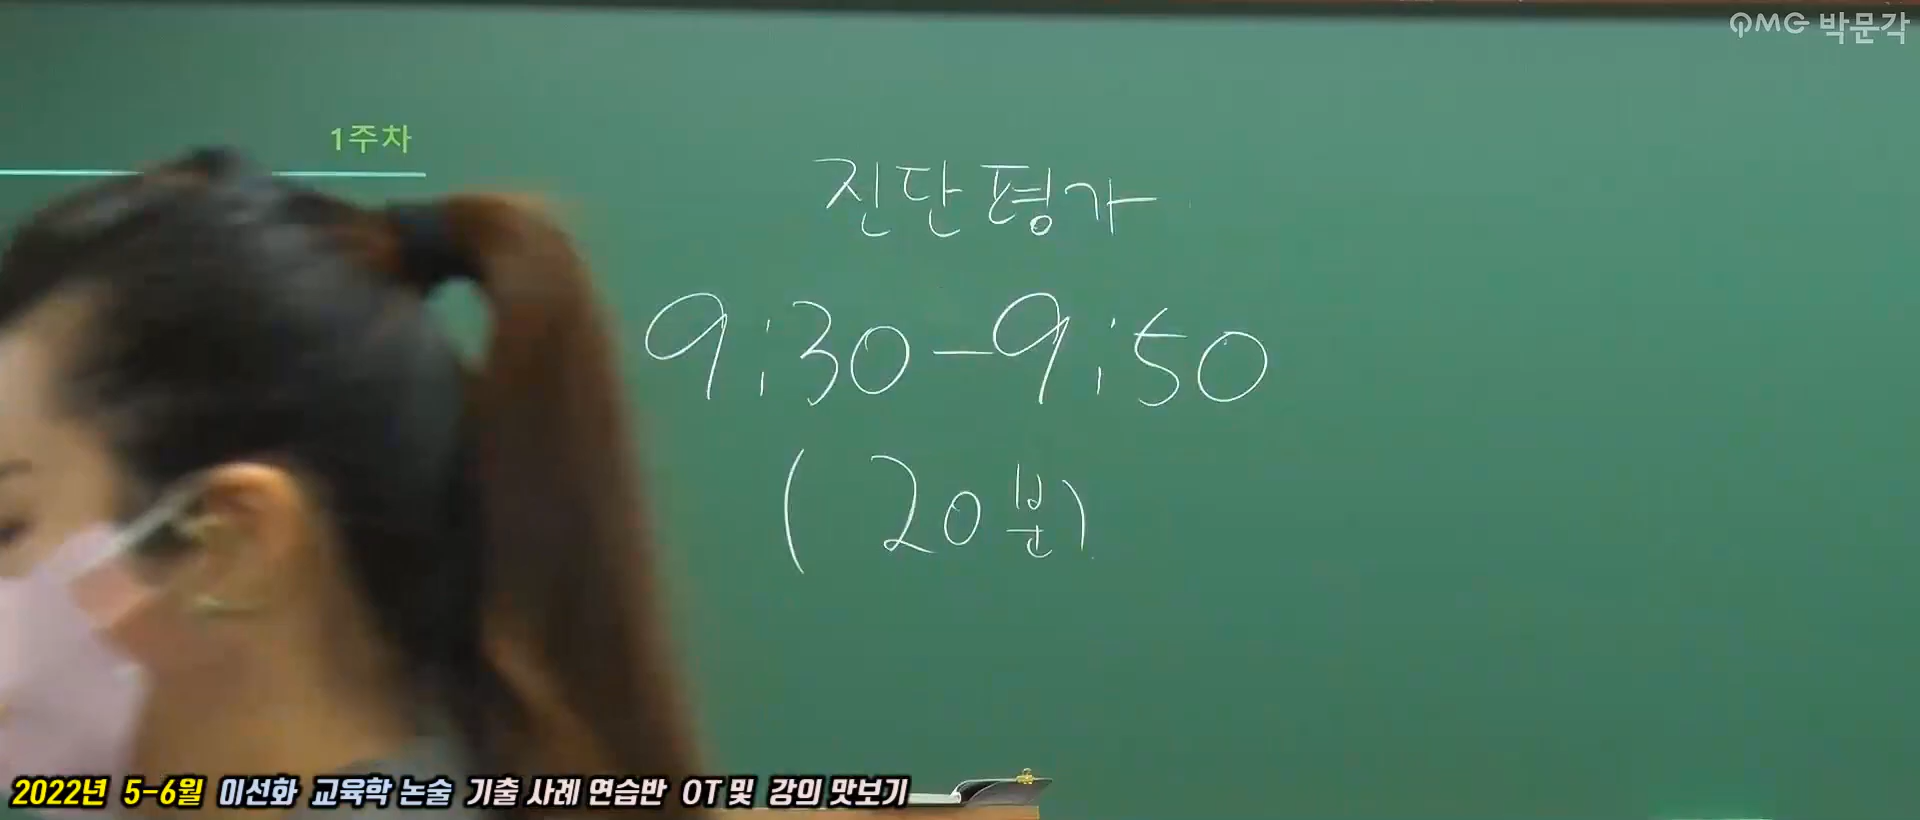 PMG 박문각
1주차
진단평가
9:30-9:50
(20분)
2022년 5-6월 이선화 교육학 논술 기출 사례 연습반 OT 및 강의 맛보기